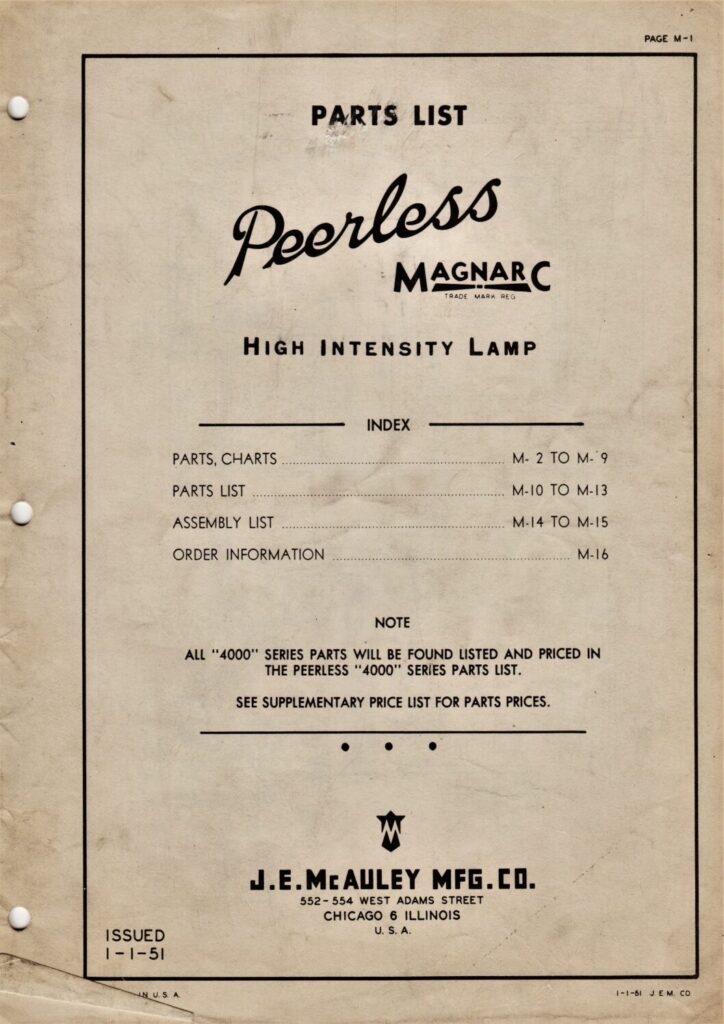 PAGE M-1
PARTS LIST
Peerless
MAGNARC
TRADE MARK REG
HIGH INTENSITY LAMP
INDEX
PARTS, CHARTS ........ M- 2 TO M- 9
PARTS LIST ........ M-10 TO M-13
ASSEMBLY LIST ........ M-14 TO M-15
ORDER INFORMATION ........ M-16
NOTE
ALL "4000" SERIES PARTS WILL BE FOUND LISTED AND PRICED IN
THE PEERLESS "4000" SERIES PARTS LIST.
SEE SUPPLEMENTARY PRICE LIST FOR PARTS PRICES.
M
J.E. McAULEY MFG. CO.
552-554 WEST ADAMS STREET
CHICAGO 6 ILLINOIS
U. S. A.
ISSUED
1-1-51
IN U. S. A.
1-1-51 J.E.M. CO.